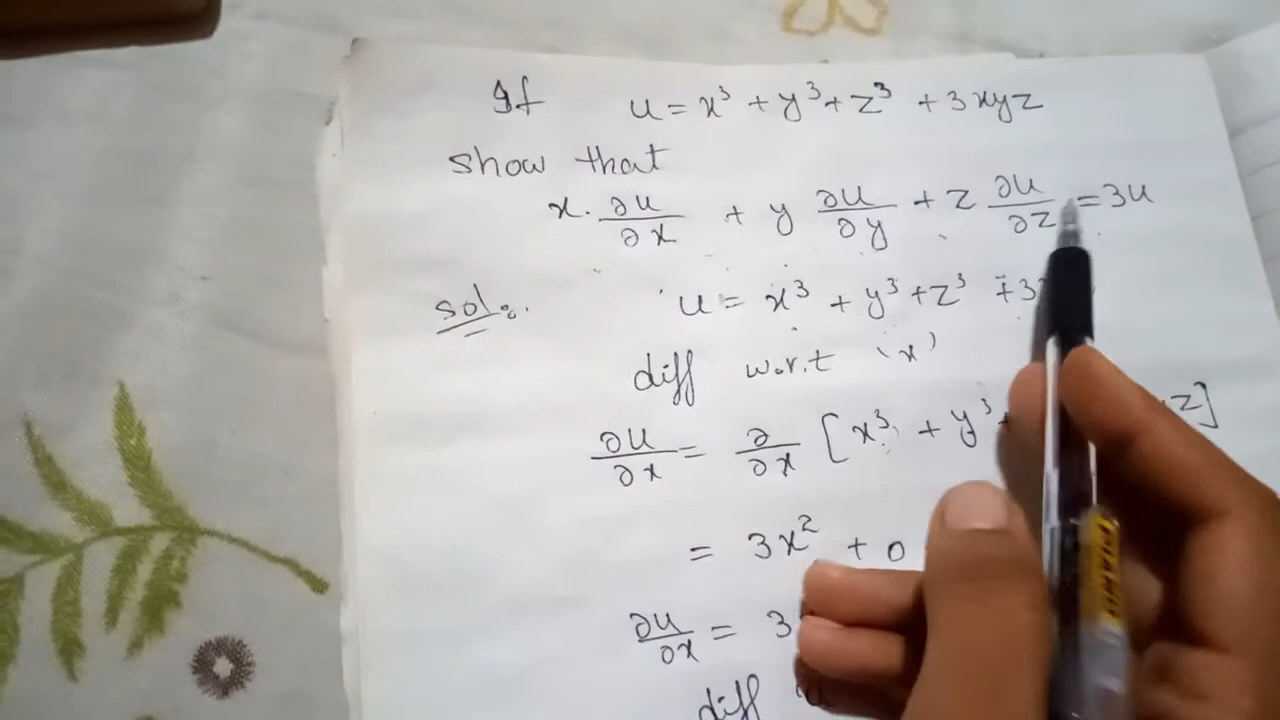 If u = x³ + y³ + z³ + 3xyz
show that
x. ∂u/∂x + y ∂u/∂y + z ∂u/∂z = 3u
Sol. u = x³ + y³ + z³ + 3
diff w.r.t 'x'
∂u/∂x = ∂/∂x [x³ + y³ + z]
= 3x² + 0
∂u/∂x = 3
diff